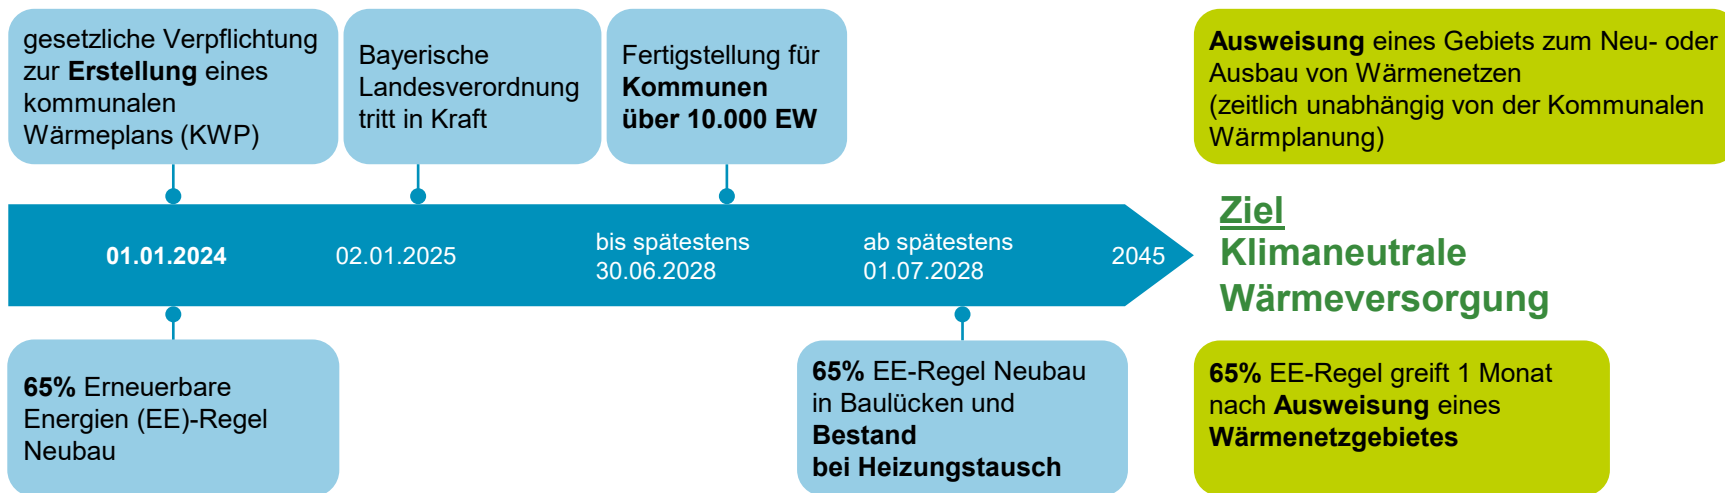 gesetzliche Verpflichtung
zur Erstellung eines
kommunalen
Wärmeplans (KWP)
Bayerische
Landesverordnung
tritt in Kraft
Fertigstellung für
Kommunen
über 10.000 EW
Ausweisung eines Gebiets zum Neu- oder
Ausbau von Wärmenetzen
(zeitlich unabhängig von der Kommunalen
Wärmplanung)
01.01.2024
02.01.2025
bis spätestens
30.06.2028
ab spätestens
01.07.2028
2045
Ziel
Klimaneutrale
Wärmeversorgung
65% Erneuerbare
Energien (EE)-Regel
Neubau
65% EE-Regel Neubau
in Baulücken und
Bestand
bei Heizungstausch
65% EE-Regel greift 1 Monat
nach Ausweisung eines
Wärmenetzgebietes